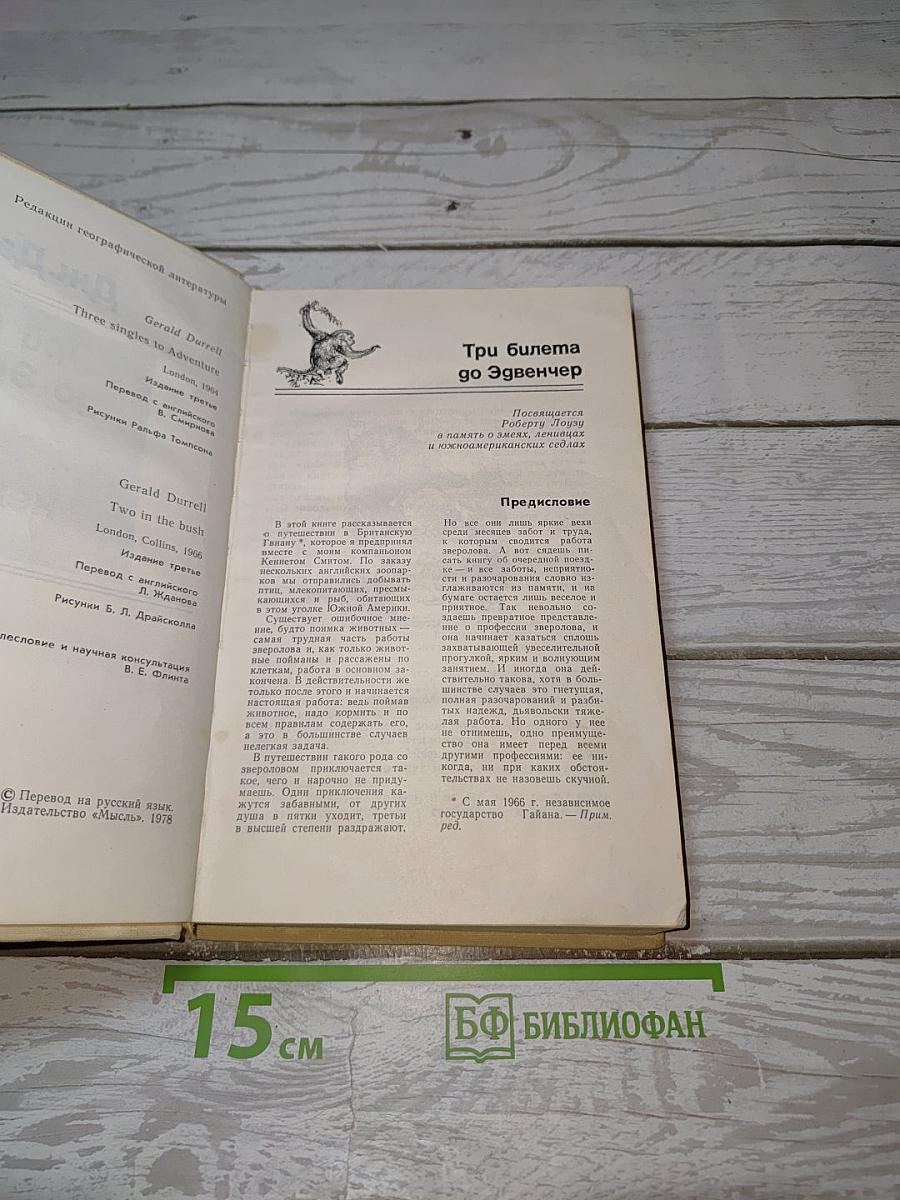 Редакции географической литературы
Gerald Durrell
Three singles to Adventure
London, 1964
Издание третье
Перевод с английского
В. Смирнова
Рисунки Ральфа Томпсона
Gerald Durrell
Two in the bush
London, Collins, 1966
Издание третье
Перевод с английского
Л. Жданова
Рисунки Б. Л. Драйсколла
лесловие и научная консультация
В. Е. Флинта
© Перевод на русский язык.
Издательство «Мысль». 1978
Три билета
до Эдвенчер
Посвящается
Роберту Лоузу
в память о змеях, ленивцах
и южноамериканских седлах
Предисловие
В этой книге рассказывается
о путешествии в Британскую
Гвиану *, которое я предпринял
вместе с моим компаньоном
Кеннетом Смитом. По заказу
нескольких английских зоопар-
ков мы отправились добывать
птиц, млекопитающих, пресмы-
кающихся и рыб, обитающих
в этом уголке Южной Америки.
Существует ошибочное мне-
ние, будто поимка животных —
самая трудная часть работы
зверолова и, как только живот-
ные пойманы и рассажены по
клеткам, работа в основном за-
кончена. В действительности же
только после этого и начинается
настоящая работа: ведь поймав
животное, надо кормить и по
всем правилам содержать его,
а это в большинстве случаев
нелегкая задача.
В путешествии такого рода со
звероловом приключается та-
кое, чего и нарочно не приду-
маешь. Одни приключения ка-
жутся забавными, от других
душа в пятки уходит, третьи
в высшей степени раздражают.
Но все они лишь яркие вехи
среди месяцев забот и труда,
к которым сводится работа
зверолова. А вот сядешь пи-
сать книгу об очередной поезд-
ке — и все заботы, неприятно-
сти и разочарования словно из-
глаживаются из памяти, и на
бумаге остается лишь веселое и
приятное. Так невольно со-
здаешь превратное представле-
ние о профессии зверолова, и
она начинает казаться сплошь
захватывающей увеселительной
прогулкой, ярким и волнующим
занятием. И иногда она дей-
ствительно такова, хотя в боль-
шинстве случаев это гнетущая,
полная разочарований и разби-
тых надежд, дьявольски тяже-
лая работа. Но одного у нее
не отнимешь, одно преимуще-
ство она имеет перед всеми
другими профессиями: ее ни-
когда, ни при каких обстоя-
тельствах не назовешь скучной.
* С мая 1966 г. независимое
государство Гайана. — Прим.
ред.
15 см
БФ БИБЛИОФАН